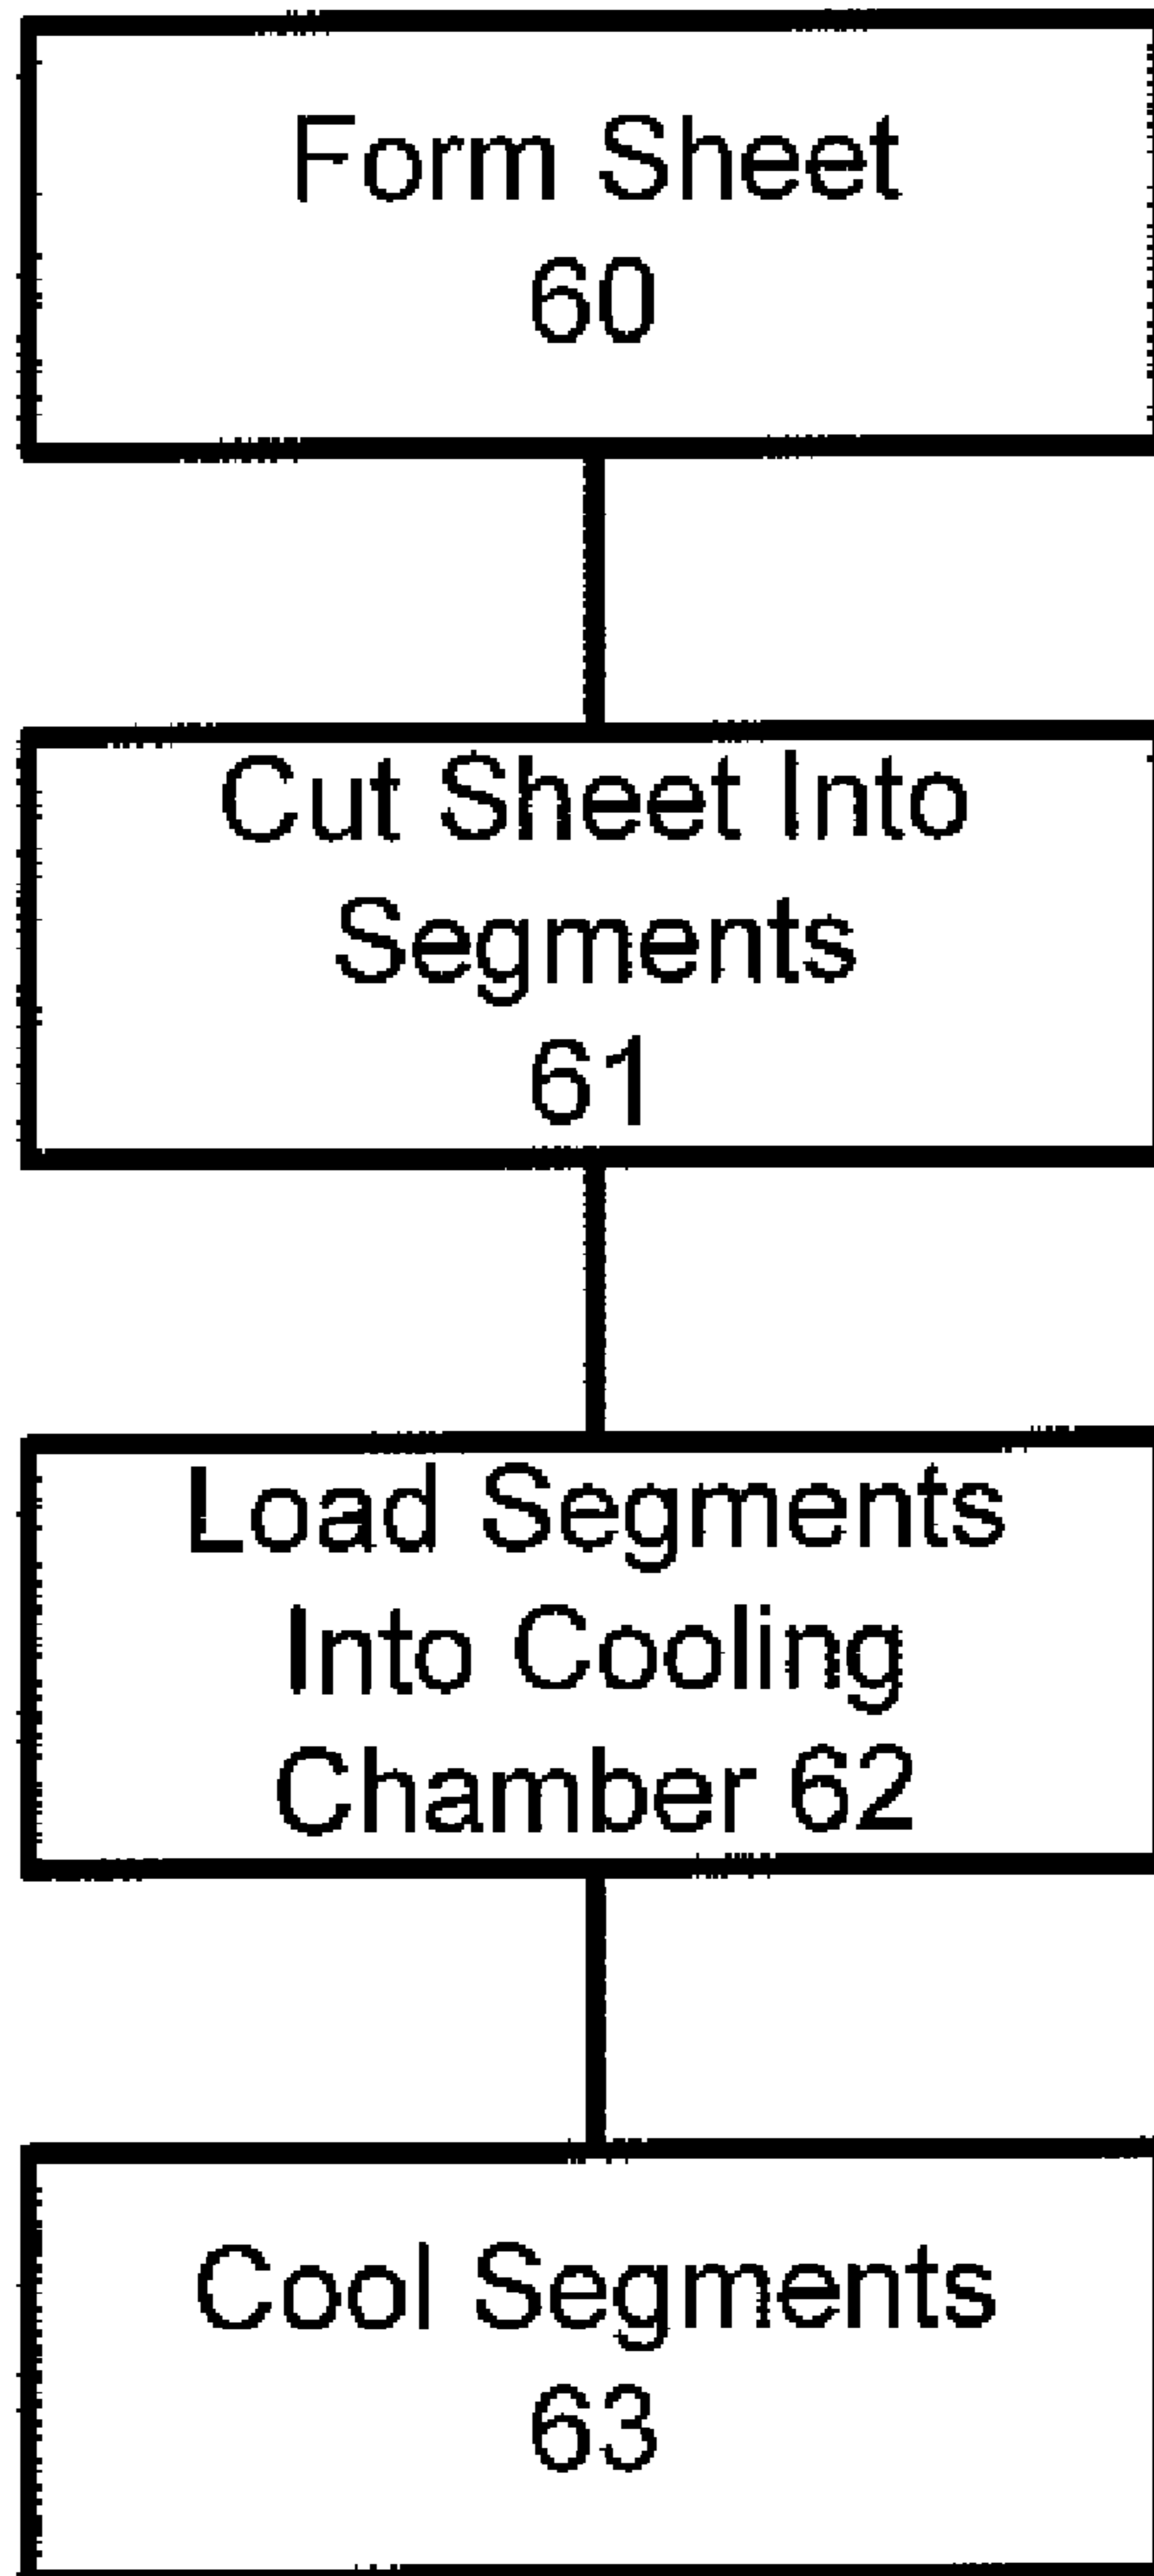 Form Sheet
60
Cut Sheet Into
Segments
61
Load Segments
Into Cooling
Chamber 62
Cool Segments
63